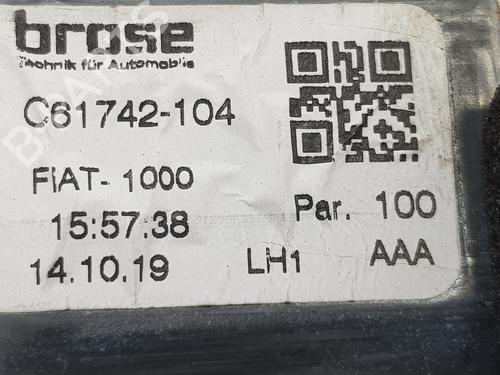 brose
Technik für Automobile
C61742-104
FIAT- 1000
15:57:38
Par. 100
14.10.19
LH1
AAA